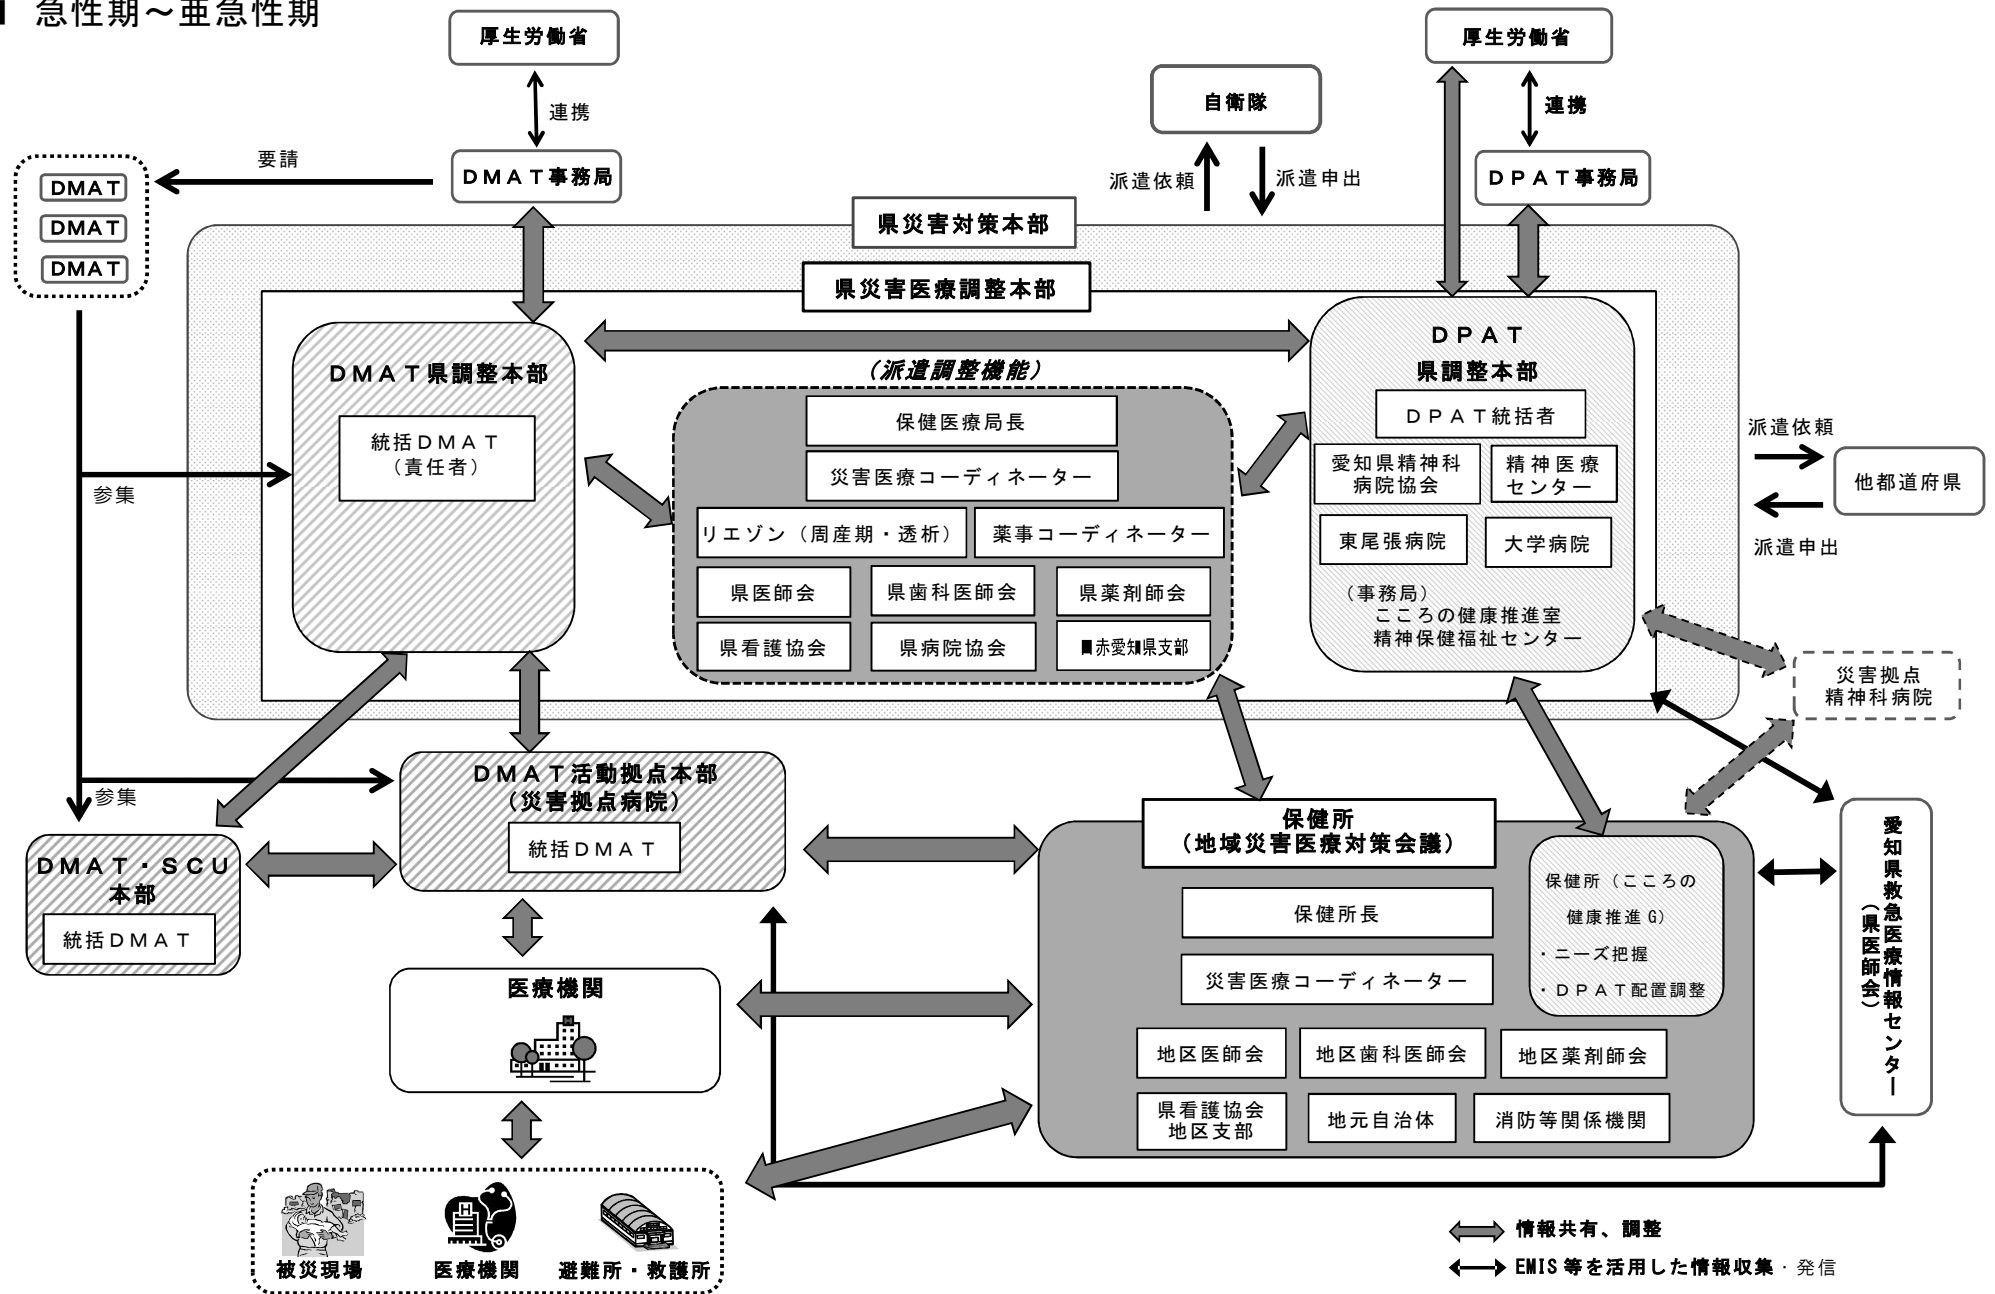 急性期～亜急性期
厚生労働省
連携
DMAT事務局
要請
DMAT
DMAT
DMAT
自衛隊
派遣依頼
派遣申出
厚生労働省
連携
DPAT事務局
県災害対策本部
県災害医療調整本部
DMAT県調整本部
統括DMAT
（責任者）
（派遣調整機能）
保健医療局長
災害医療コーディネーター
リエゾン（周産期・透析）
薬事コーディネーター
県医師会
県歯科医師会
県薬剤師会
県看護協会
県病院協会
赤愛知県支部
DPAT
県調整本部
DPAT統括者
愛知県精神科
病院協会
精神医療
センター
東尾張病院
大学病院
（事務局）
こころの健康推進室
精神保健福祉センター
派遣依頼
他都道府県
派遣申出
災害拠点
精神科病院
参集
参集
DMAT活動拠点本部
（災害拠点病院）
統括DMAT
DMAT・SCU
本部
統括DMAT
医療機関
被災現場
医療機関
避難所・救護所
保健所
（地域災害医療対策会議）
保健所長
災害医療コーディネーター
保健所（こころの
健康推進G）
・ニーズ把握
・DPAT配置調整
地区医師会
地区歯科医師会
地区薬剤師会
県看護協会
地区支部
地元自治体
消防等関係機関
愛知県救急医療情報センター
（県医師会）
情報共有、調整
EMIS等を活用した情報収集・発信